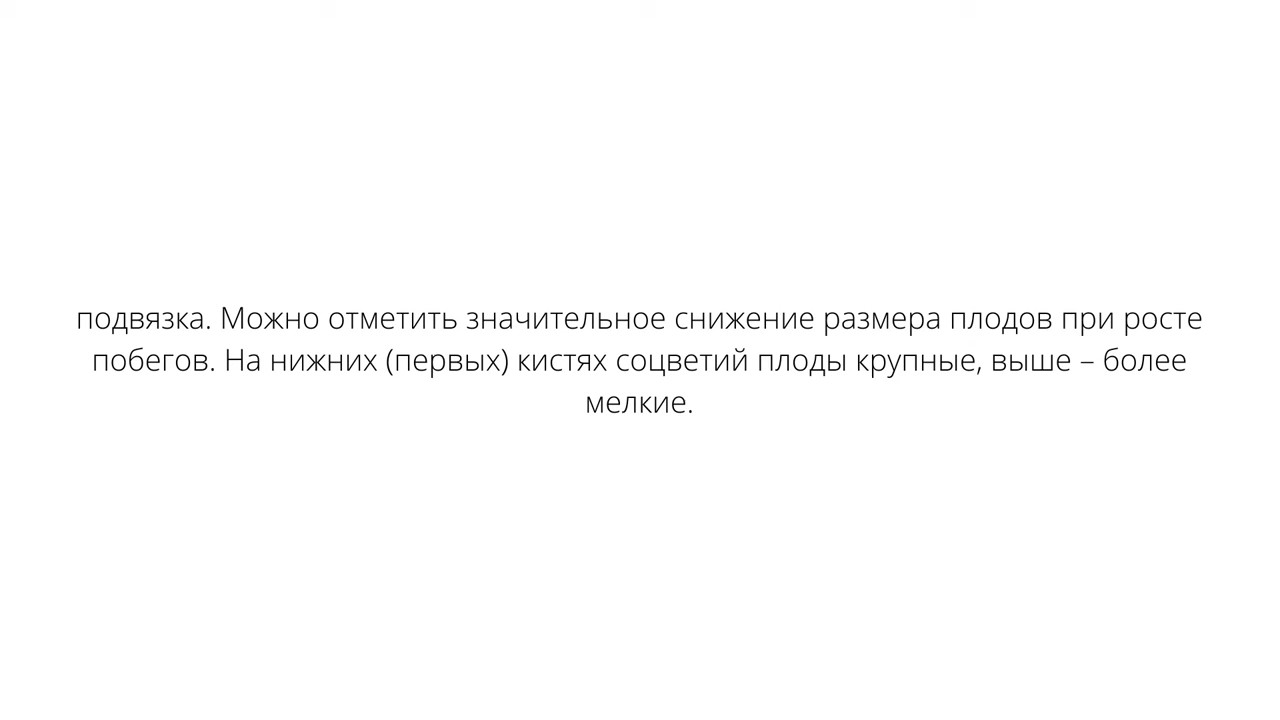 подвязка. Можно отметить значительное снижение размера плодов при росте
побегов. На нижних (первых) кистях соцветий плоды крупные, выше – более
мелкие.